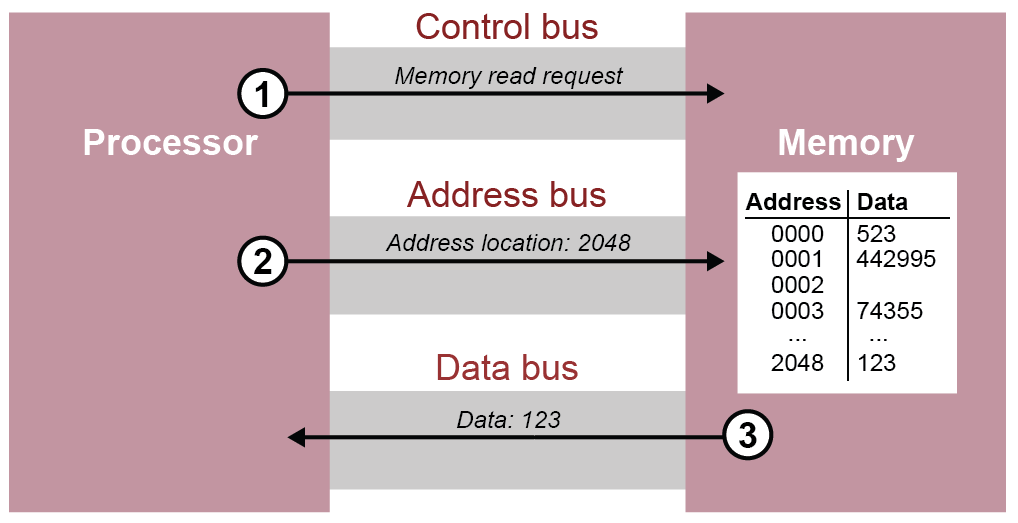 Control bus
Memory read request
1
Processor
Memory
Address bus
Address location: 2048
2
Address Data
0000 523
0001 442995
0002
0003 74355
... ...
2048 123
Data bus
Data: 123
3